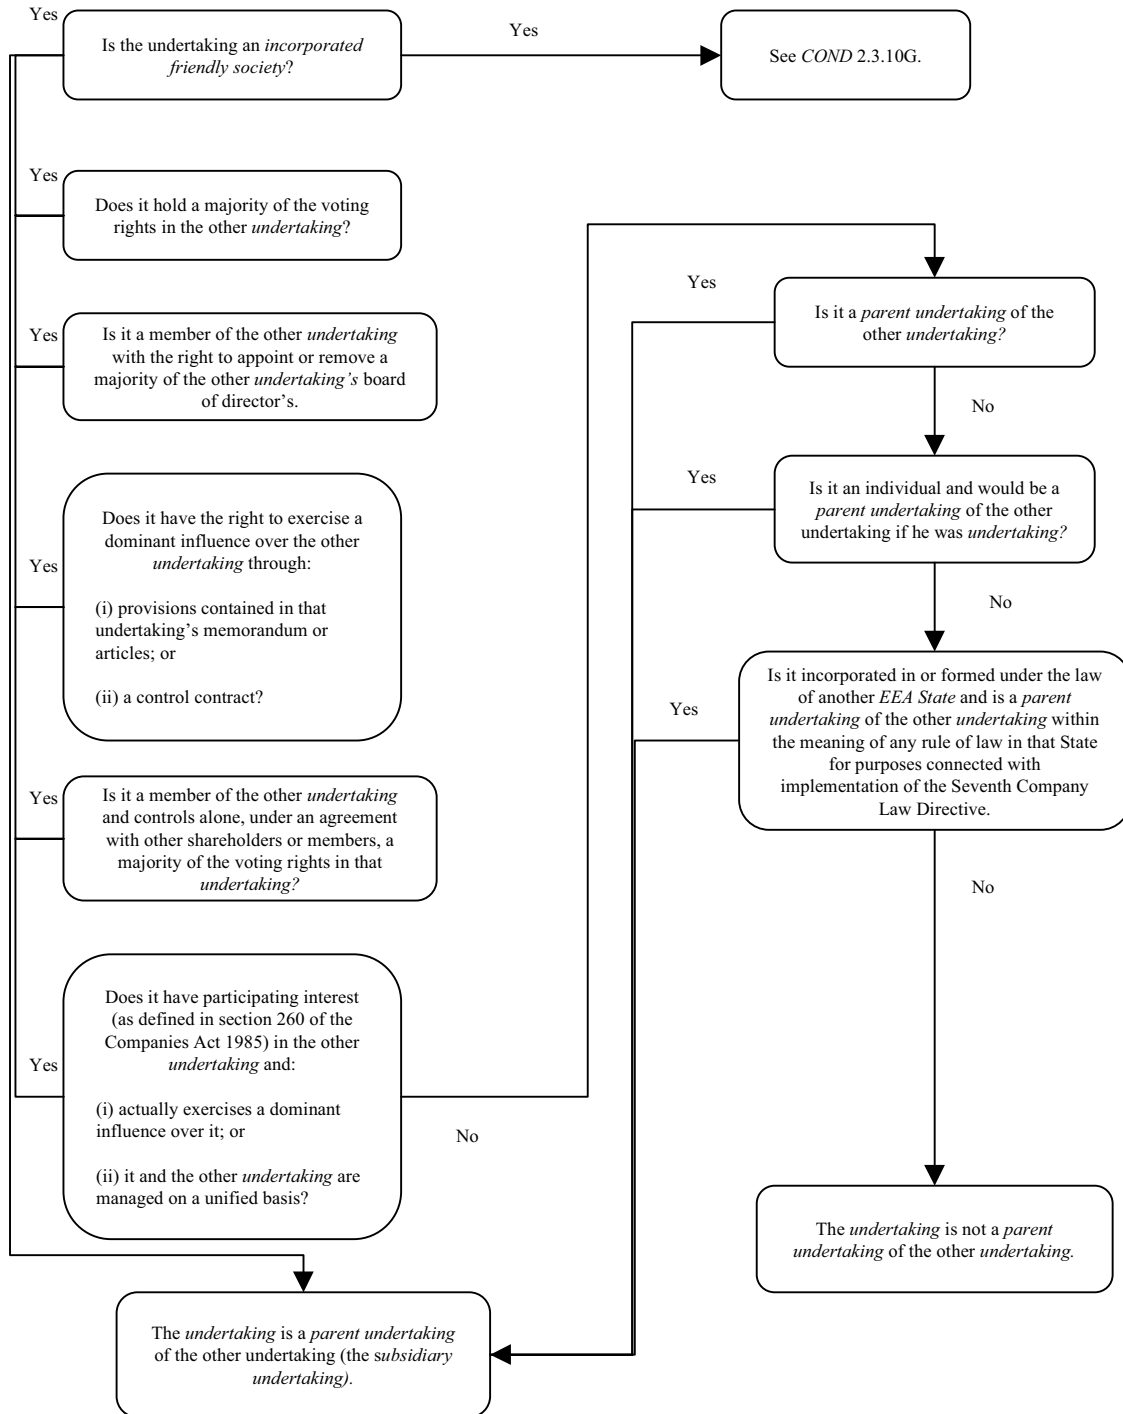 Yes
Is the undertaking an incorporated
friendly society?
Yes
See COND 2.3.10G.
Yes
Does it hold a majority of the voting
rights in the other undertaking?
Yes
Is it a member of the other undertaking
with the right to appoint or remove a
majority of the other undertaking’s board
of director’s.
Yes
Does it have the right to exercise a
dominant influence over the other
undertaking through:
(i) provisions contained in that
undertaking’s memorandum or
articles; or
(ii) a control contract?
Yes
Is it a member of the other undertaking
and controls alone, under an agreement
with other shareholders or members, a
majority of the voting rights in that
undertaking?
Yes
Does it have participating interest
(as defined in section 260 of the
Companies Act 1985) in the other
undertaking and:
(i) actually exercises a dominant
influence over it; or
(ii) it and the other undertaking are
managed on a unified basis?
No
Yes
Is it a parent undertaking of the
other undertaking?
No
Yes
Is it an individual and would be a
parent undertaking of the other
undertaking if he was undertaking?
No
Yes
Is it incorporated in or formed under the law
of another EEA State and is a parent
undertaking of the other undertaking within
the meaning of any rule of law in that State
for purposes connected with
implementation of the Seventh Company
Law Directive.
No
The undertaking is not a parent
undertaking of the other undertaking.
The undertaking is a parent undertaking
of the other undertaking (the subsidiary
undertaking).